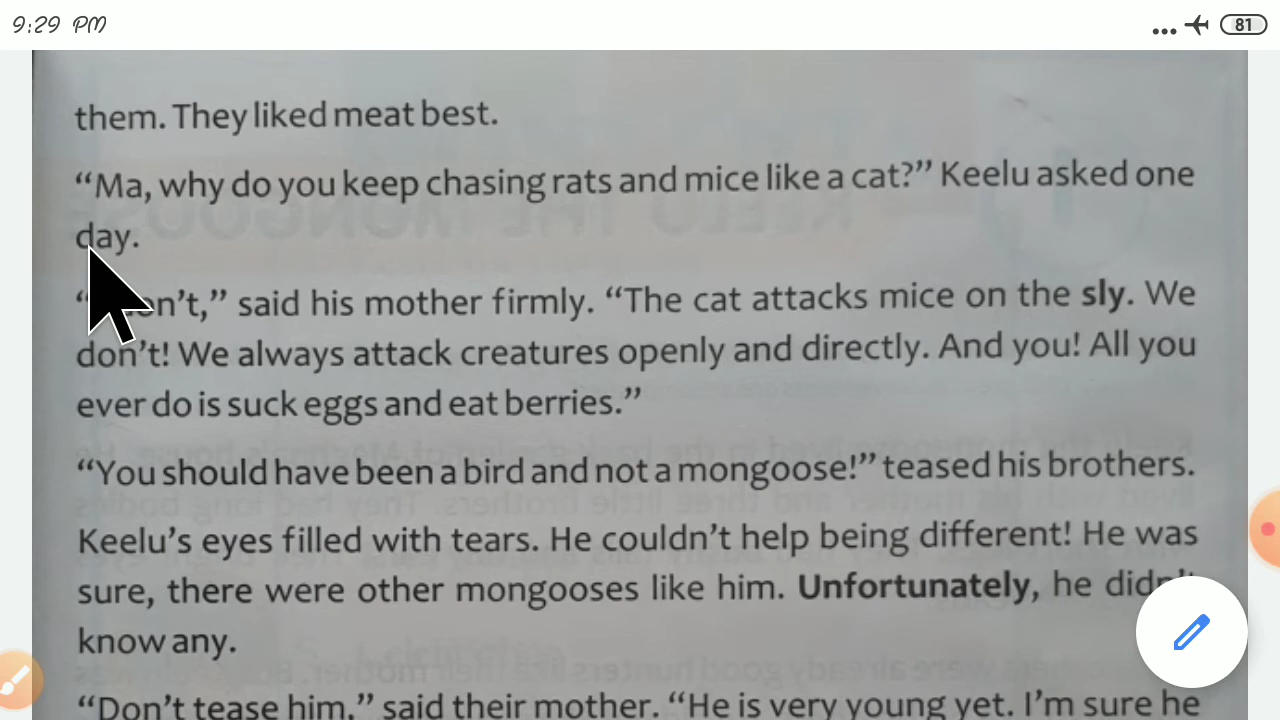 9:29 PM
81
them. They liked meat best.
“Ma, why do you keep chasing rats and mice like a cat?” Keelu asked one
day.
said his mother firmly. “The cat attacks mice on the sly. We
don’t! We always attack creatures openly and directly. And you! All you
ever do is suck eggs and eat berries.”
“You should have been a bird and not a mongoose!” teased his brothers.
Keelu’s eyes filled with tears. He couldn’t help being different! He was
sure, there were other mongooses like him. Unfortunately, he didn’t
know any.
“Don’t tease him,” said their mother. “He is very young yet. I’m sure he